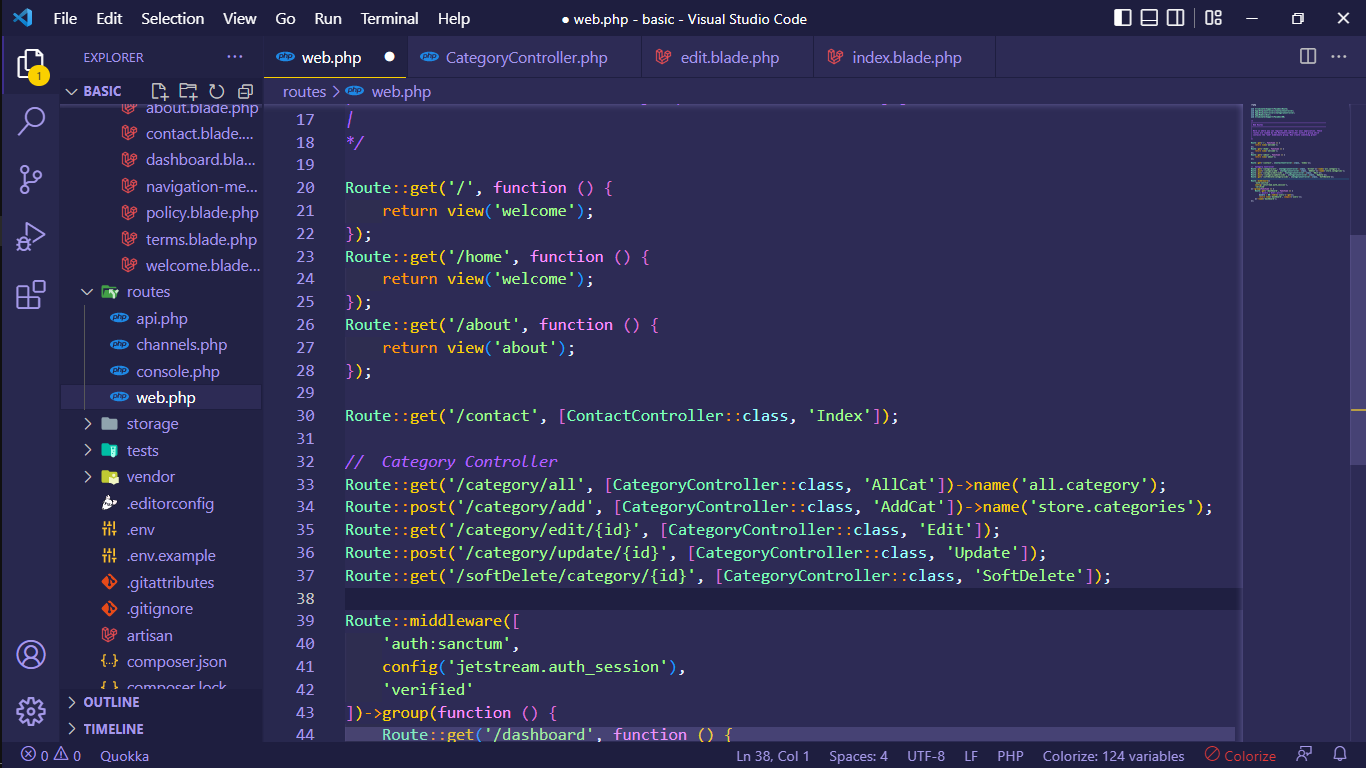 File Edit Selection View Go Run Terminal Help
● web.php - basic - Visual Studio Code
EXPLORER ...
web.php
CategoryController.php
edit.blade.php
index.blade.php
1
BASIC
routes > web.php
about.blade.php
contact.blade....
dashboard.bla...
navigation-me...
policy.blade.php
terms.blade.php
welcome.blade...
routes
api.php
channels.php
console.php
web.php
storage
tests
vendor
.editorconfig
.env
.env.example
.gitattributes
.gitignore
artisan
composer.json
composer.lock
OUTLINE
TIMELINE
17 |
18 */
19
20 Route::get('/', function () {
21     return view('welcome');
22 });
23 Route::get('/home', function () {
24     return view('welcome');
25 });
26 Route::get('/about', function () {
27     return view('about');
28 });
29
30 Route::get('/contact', [ContactController::class, 'Index']);
31
32 //  Category Controller
33 Route::get('/category/all', [CategoryController::class, 'AllCat'])->name('all.category');
34 Route::post('/category/add', [CategoryController::class, 'AddCat'])->name('store.categories');
35 Route::get('/category/edit/{id}', [CategoryController::class, 'Edit']);
36 Route::post('/category/update/{id}', [CategoryController::class, 'Update']);
37 Route::get('/softDelete/category/{id}', [CategoryController::class, 'SoftDelete']);
38
39 Route::middleware([
40     'auth:sanctum',
41     config('jetstream.auth_session'),
42     'verified'
43 ])->group(function () {
44     Route::get('/dashboard', function () {
0 0 Quokka
Ln 38, Col 1 Spaces: 4 UTF-8 LF PHP Colorize: 124 variables Colorize